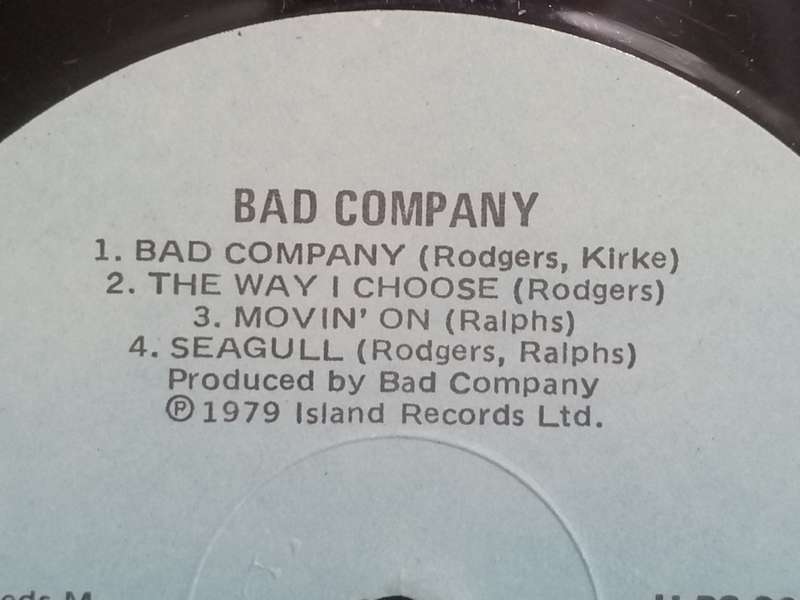 BAD COMPANY
1. BAD COMPANY (Rodgers, Kirke)
2. THE WAY I CHOOSE (Rodgers)
3. MOVIN' ON (Ralphs)
4. SEAGULL (Rodgers, Ralphs)
Produced by Bad Company
℗ 1979 Island Records Ltd.